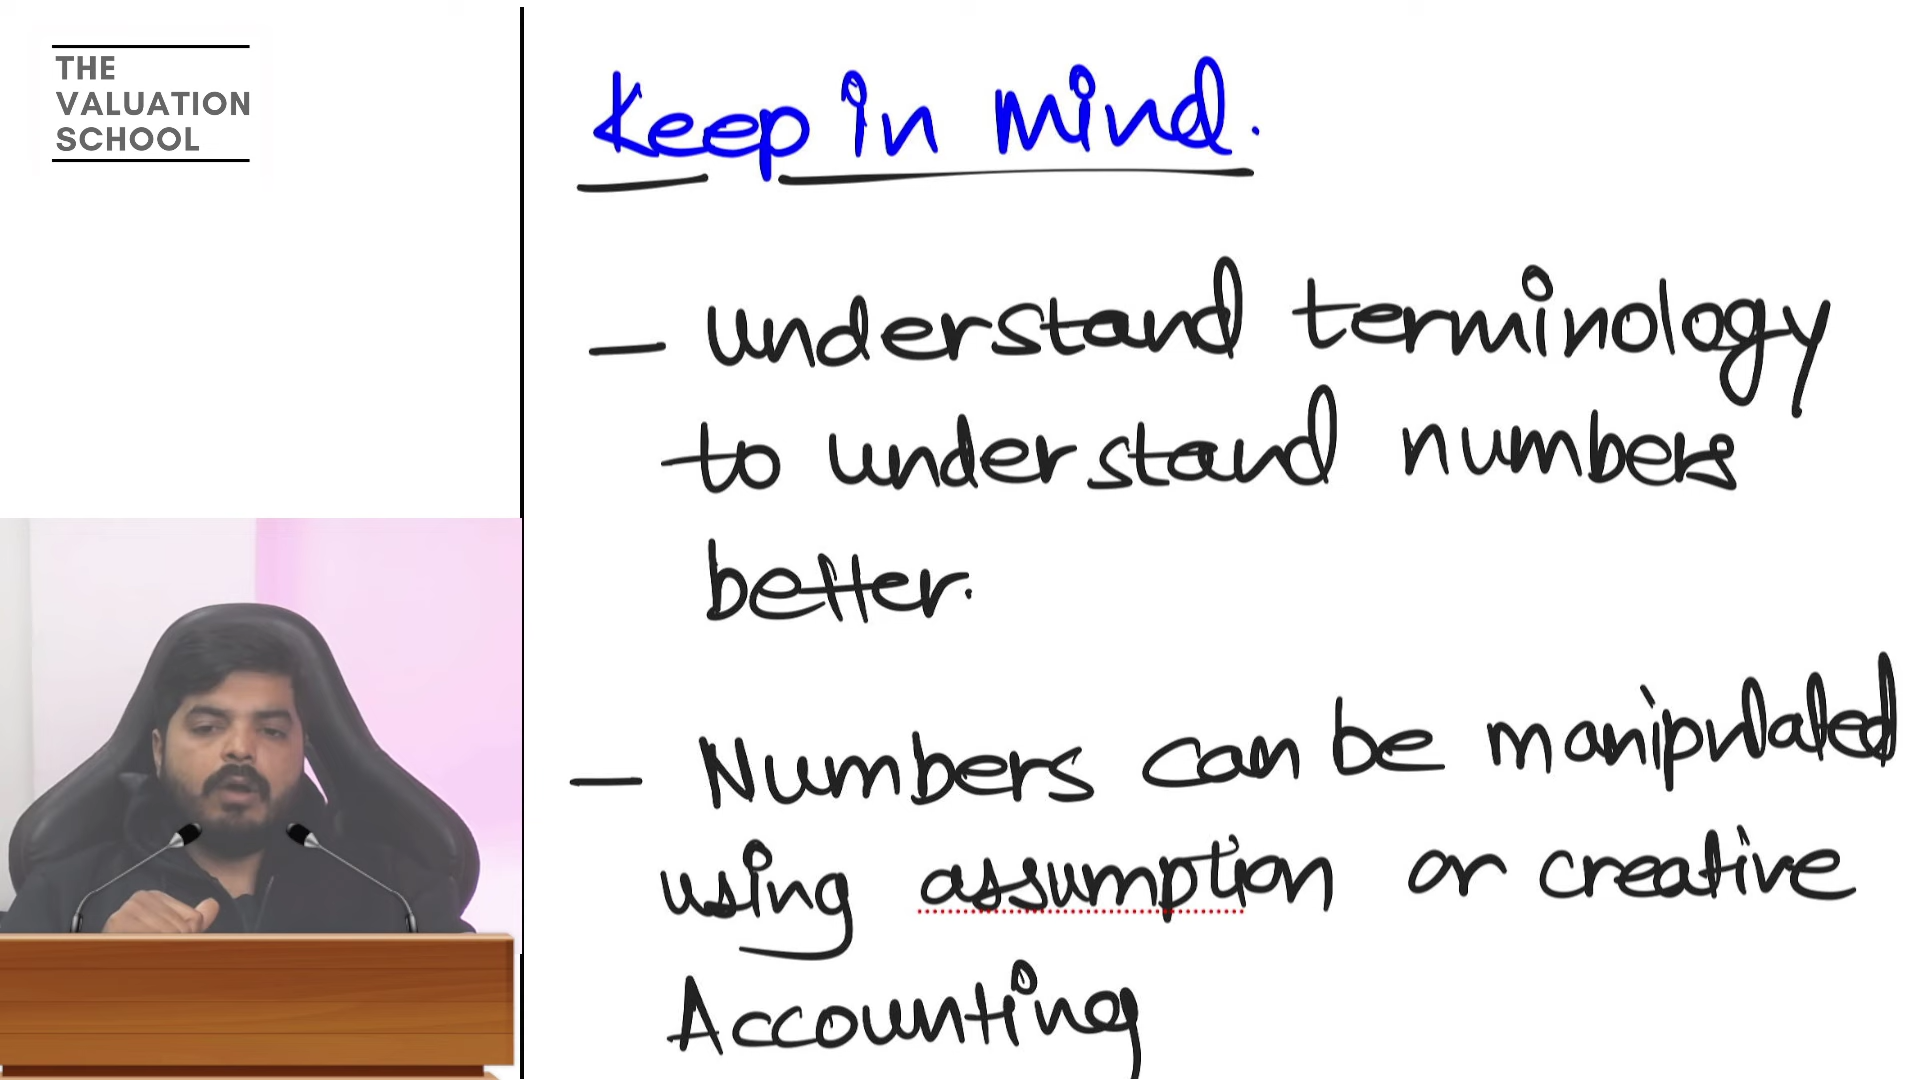 THE
VALUATION
SCHOOL
Keep in mind.
- understand terminology
to understand numbers
better.
- Numbers can be manipulated
using assumption or creative
Accounting